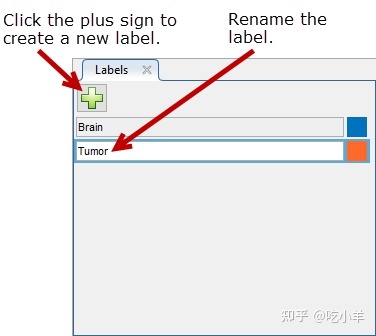 Click the plus sign to
create a new label.
Rename the
label.
Labels
Brain
Tumor
知乎 @吃小羊